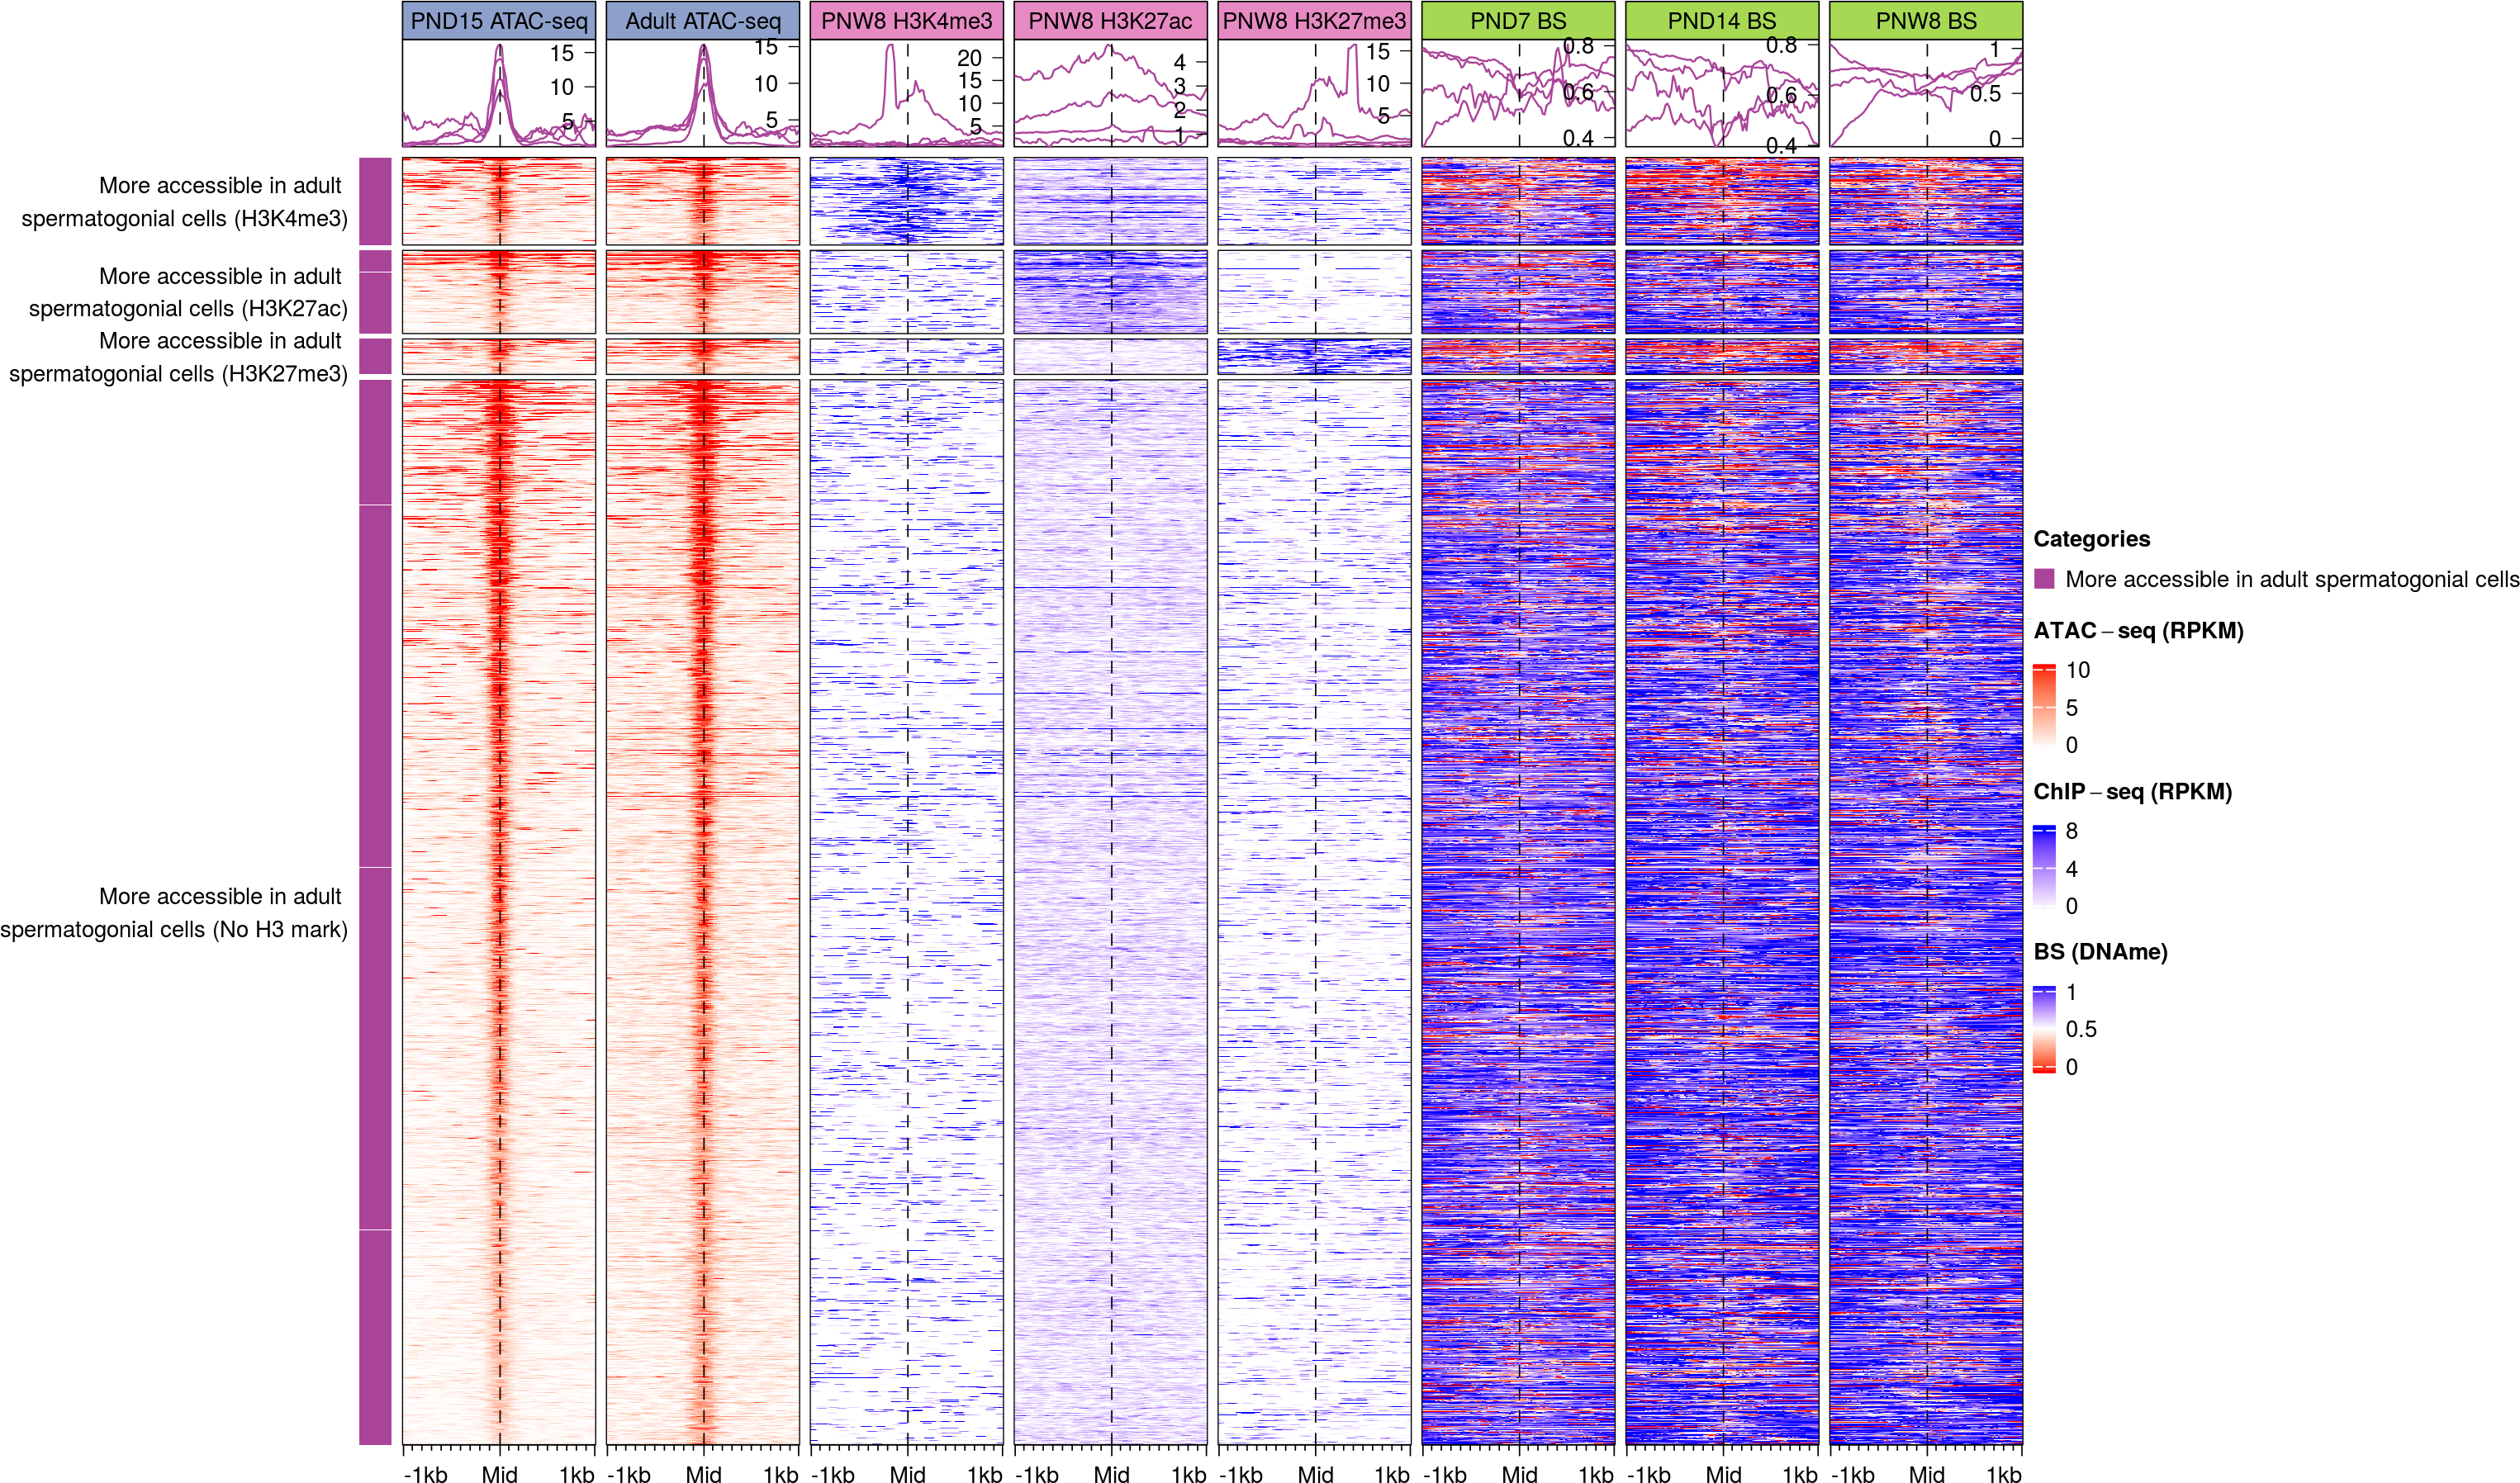 PND15 ATAC-seq
Adult ATAC-seq
PNW8 H3K4me3
PNW8 H3K27ac
PNW8 H3K27me3
PND7 BS
PND14 BS
PNW8 BS
15
10
5
15
10
5
20
15
10
5
4
3
2
1
15
10
5
0.8
0.6
0.4
0.8
0.6
0.4
1
0.5
0
More accessible in adult
spermatogonial cells (H3K4me3)
More accessible in adult
spermatogonial cells (H3K27ac)
More accessible in adult
spermatogonial cells (H3K27me3)
More accessible in adult
spermatogonial cells (No H3 mark)
Categories
More accessible in adult spermatogonial cells
ATAC–seq (RPKM)
10
5
0
ChIP–seq (RPKM)
8
4
0
BS (DNAme)
1
0.5
0
-1kb Mid 1kb
-1kb Mid 1kb
-1kb Mid 1kb
-1kb Mid 1kb
-1kb Mid 1kb
-1kb Mid 1kb
-1kb Mid 1kb
-1kb Mid 1kb